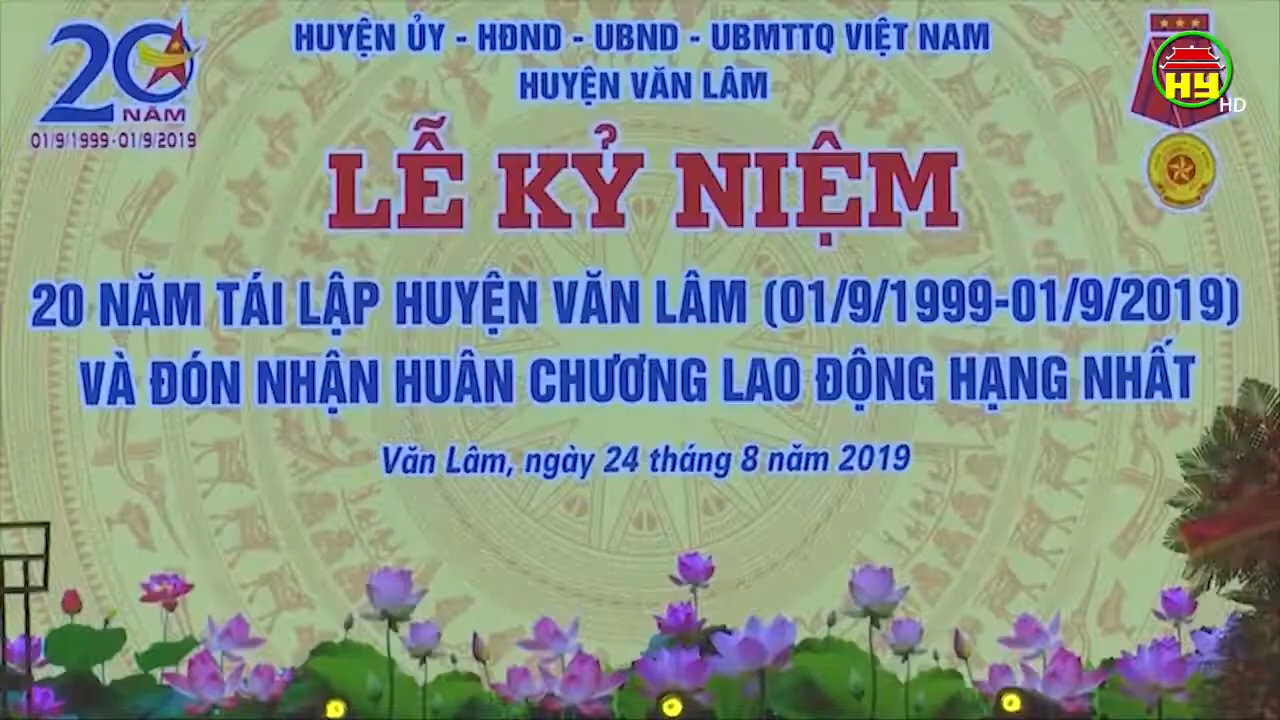 20
NĂM
01/9/1999-01/9/2019
HUYỆN ỦY - HĐND - UBND - UBMTTQ VIỆT NAM
HUYỆN VĂN LÂM
HY
HD
LỄ KỶ NIỆM
20 NĂM TÁI LẬP HUYỆN VĂN LÂM (01/9/1999-01/9/2019)
VÀ ĐÓN NHẬN HUÂN CHƯƠNG LAO ĐỘNG HẠNG NHẤT
Văn Lâm, ngày 24 tháng 8 năm 2019